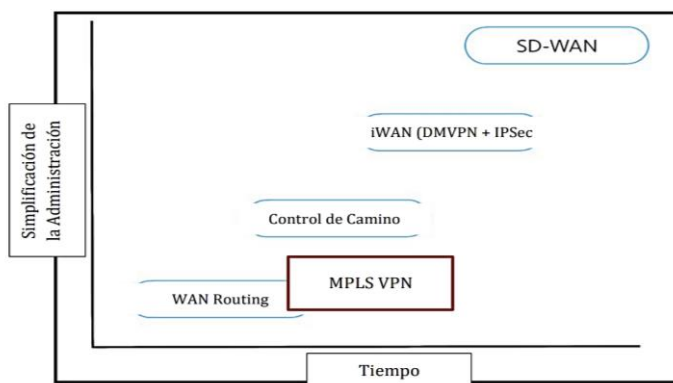 SD-WAN
iWAN (DMVPN + IPSec
Simplificación de
la Administración
Control de Camino
MPLS VPN
WAN Routing
Tiempo